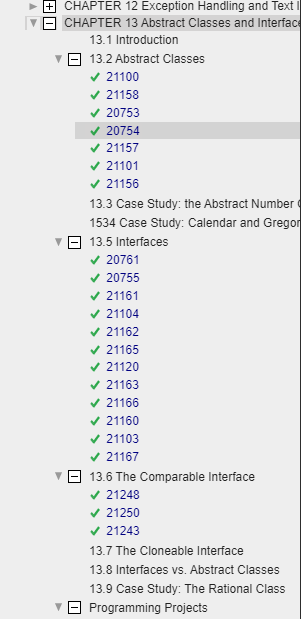 CHAPTER 12 Exception Handling and Text I
CHAPTER 13 Abstract Classes and Interface
13.1 Introduction
13.2 Abstract Classes
21100
21158
20753
20754
21157
21101
21156
13.3 Case Study: the Abstract Number
1534 Case Study: Calendar and Gregor
13.5 Interfaces
20761
20755
21161
21104
21162
21165
21120
21163
21166
21160
21103
21167
13.6 The Comparable Interface
21248
21250
21243
13.7 The Cloneable Interface
13.8 Interfaces vs. Abstract Classes
13.9 Case Study: The Rational Class
Programming Projects